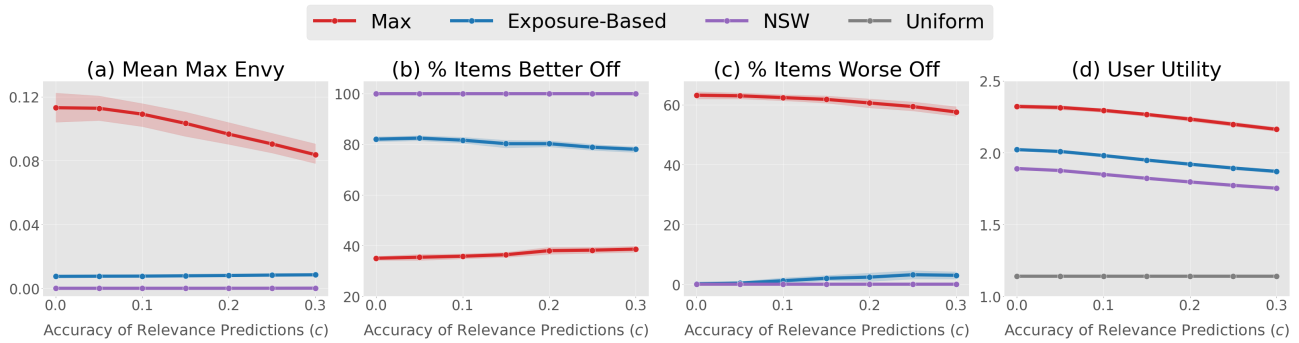 Max Exposure-Based NSW Uniform
(a) Mean Max Envy
0.12
0.08
0.04
0.00
0.0 0.1 0.2 0.3
Accuracy of Relevance Predictions (c)
(b) % Items Better Off
100
80
60
40
20
0.0 0.1 0.2 0.3
Accuracy of Relevance Predictions (c)
(c) % Items Worse Off
60
40
20
0
0.0 0.1 0.2 0.3
Accuracy of Relevance Predictions (c)
(d) User Utility
2.5
2.0
1.5
1.0
0.0 0.1 0.2 0.3
Accuracy of Relevance Predictions (c)